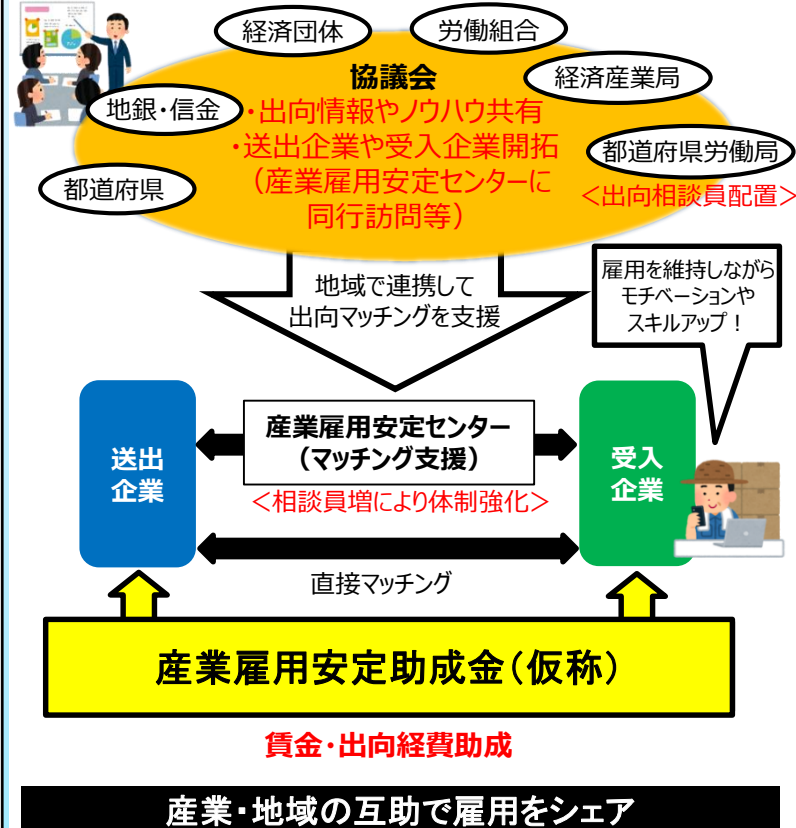 経済団体
労働組合
協議会
経済産業局
地銀・信金
・出向情報やノウハウ共有
・送出企業や受入企業開拓
（産業雇用安定センターに
同行訪問等）
都道府県労働局
＜出向相談員配置＞
都道府県
地域で連携して
出向マッチングを支援
雇用を維持しながら
モチベーションや
スキルアップ！
送出
企業
産業雇用安定センター
（マッチング支援）
＜相談員増により体制強化＞
受入
企業
直接マッチング
産業雇用安定助成金（仮称）
賃金・出向経費助成
産業・地域の互助で雇用をシェア